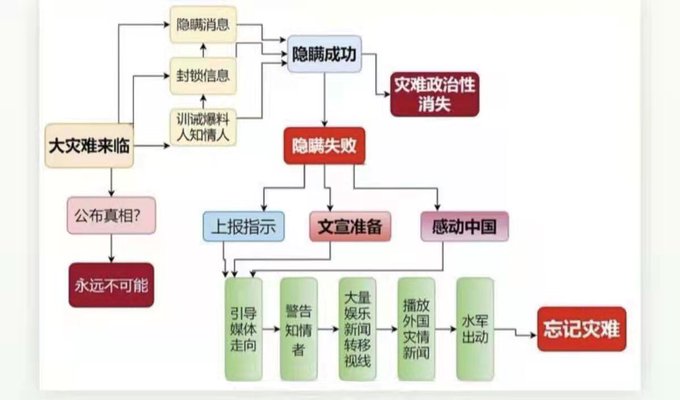 隐瞒消息
隐瞒成功
封锁信息
灾难政治性
消失
训诫爆料
人知情人
大灾难来临
隐瞒失败
公布真相？
上报指示
文宣准备
感动中国
永远不可能
引导
媒体
走向
警告
知情
者
大量
娱乐
新闻
转移
视线
播放
外国
灾情
新闻
水军
出动
忘记灾难